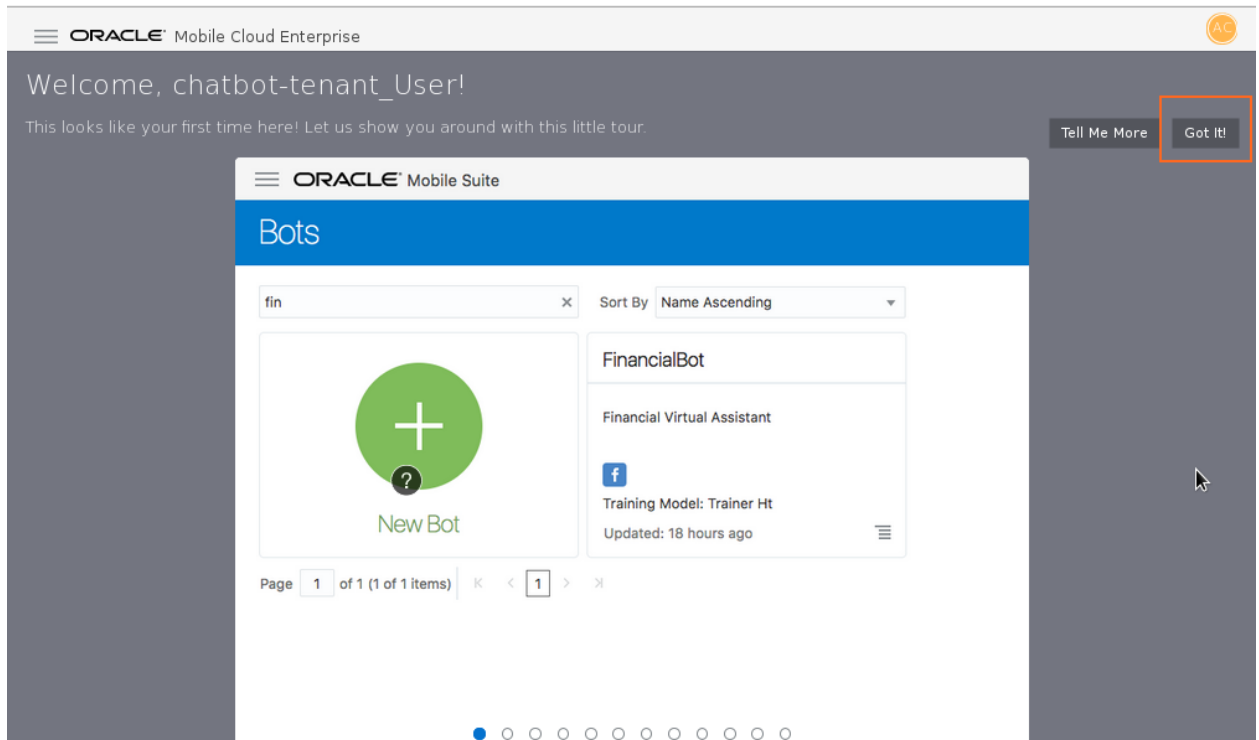 ORACLE Mobile Cloud Enterprise
AC
Welcome, chatbot-tenant_User!
This looks like your first time here! Let us show you around with this little tour.
Tell Me More
Got It!
ORACLE Mobile Suite
Bots
fin
Sort By Name Ascending
New Bot
?
FinancialBot
Financial Virtual Assistant
f
Training Model: Trainer Ht
Updated: 18 hours ago
Page 1 of 1 (1 of 1 items) K < 1 > >|